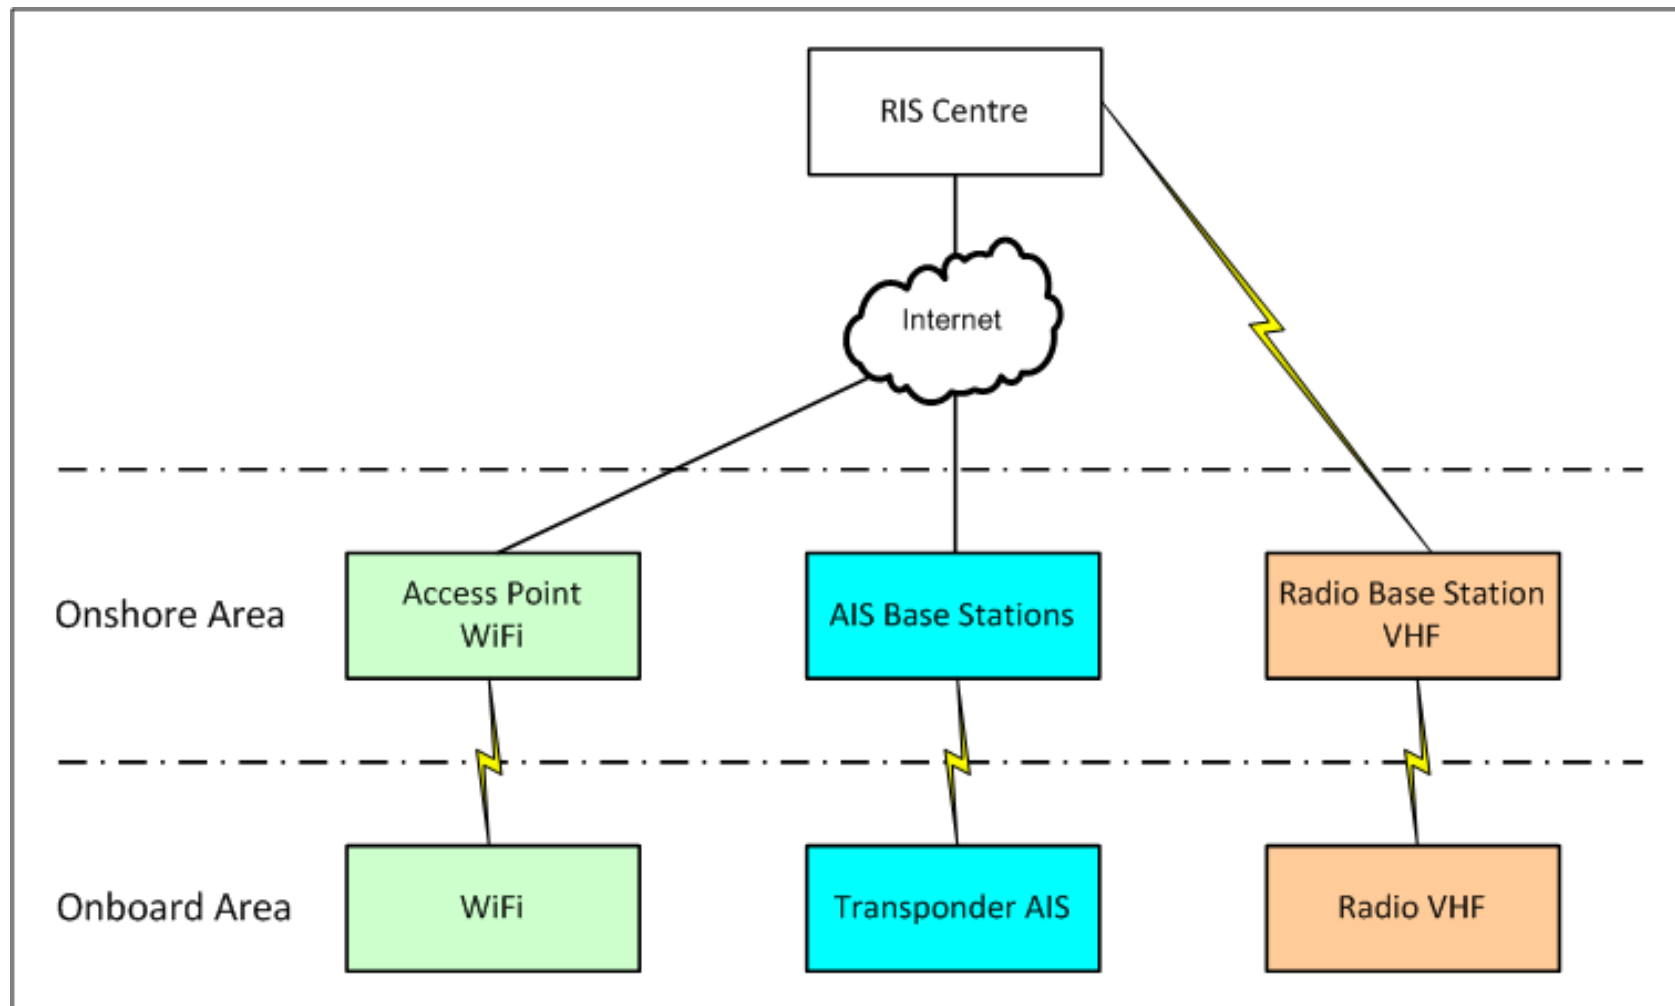 RIS Centre
Internet
Onshore Area
Access Point
WiFi
AIS Base Stations
Radio Base Station
VHF
Onboard Area
WiFi
Transponder AIS
Radio VHF